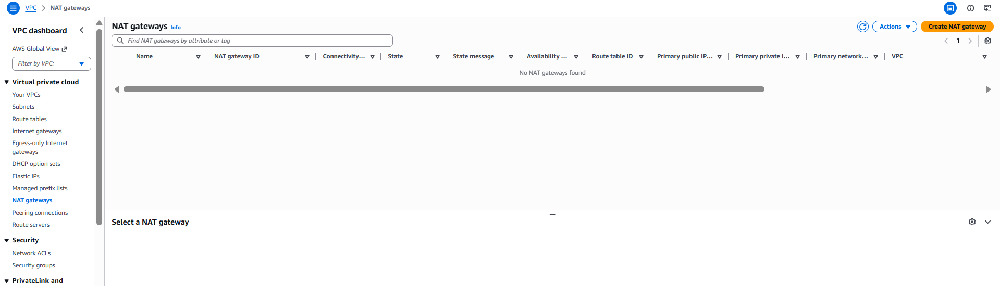 VPC > NAT gateways
VPC dashboard
AWS Global View
Filter by VPC:
Virtual private cloud
Your VPCs
Subnets
Route tables
Internet gateways
Egress-only Internet
gateways
DHCP option sets
Elastic IPs
Managed prefix lists
NAT gateways
Peering connections
Route servers
Security
Network ACLs
Security groups
PrivateLink and
NAT gateways Info
Actions
Create NAT gateway
Find NAT gateways by attribute or tag
1
Name NAT gateway ID Connectivity... State State message Availability ... Route table ID Primary public IP... Primary private I... Primary network... VPC
No NAT gateways found
Select a NAT gateway